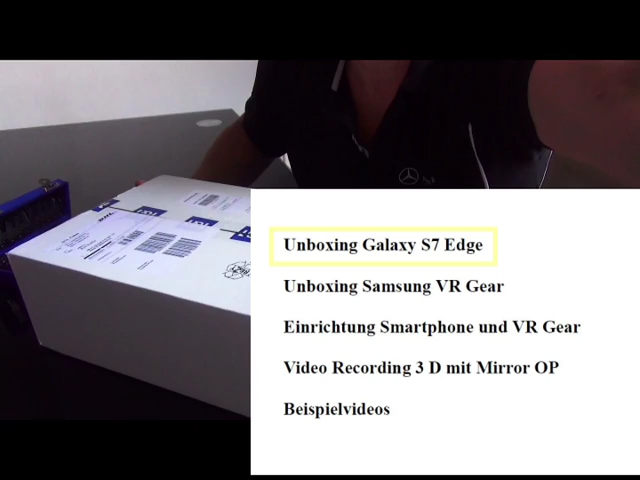 Unboxing Galaxy S7 Edge
Unboxing Samsung VR Gear
Einrichtung Smartphone und VR Gear
Video Recording 3 D mit Mirror OP
Beispielvideos